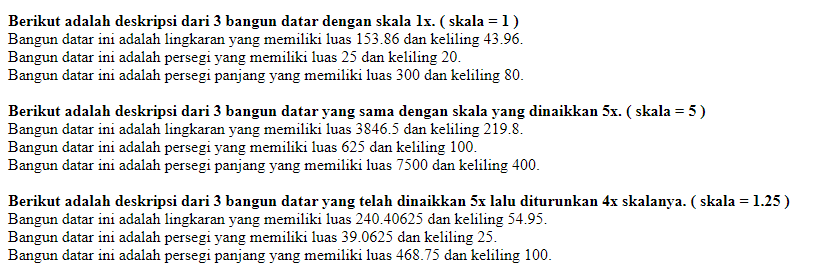 Berikut adalah deskripsi dari 3 bangun datar dengan skala 1x. ( skala = 1 )
Bangun datar ini adalah lingkaran yang memiliki luas 153.86 dan keliling 43.96.
Bangun datar ini adalah persegi yang memiliki luas 25 dan keliling 20.
Bangun datar ini adalah persegi panjang yang memiliki luas 300 dan keliling 80.
Berikut adalah deskripsi dari 3 bangun datar yang sama dengan skala yang dinaikkan 5x. ( skala = 5 )
Bangun datar ini adalah lingkaran yang memiliki luas 3846.5 dan keliling 219.8.
Bangun datar ini adalah persegi yang memiliki luas 625 dan keliling 100.
Bangun datar ini adalah persegi panjang yang memiliki luas 7500 dan keliling 400.
Berikut adalah deskripsi dari 3 bangun datar yang telah dinaikkan 5x lalu diturunkan 4x skalanya. ( skala = 1.25 )
Bangun datar ini adalah lingkaran yang memiliki luas 240.40625 dan keliling 54.95.
Bangun datar ini adalah persegi yang memiliki luas 39.0625 dan keliling 25.
Bangun datar ini adalah persegi panjang yang memiliki luas 468.75 dan keliling 100.